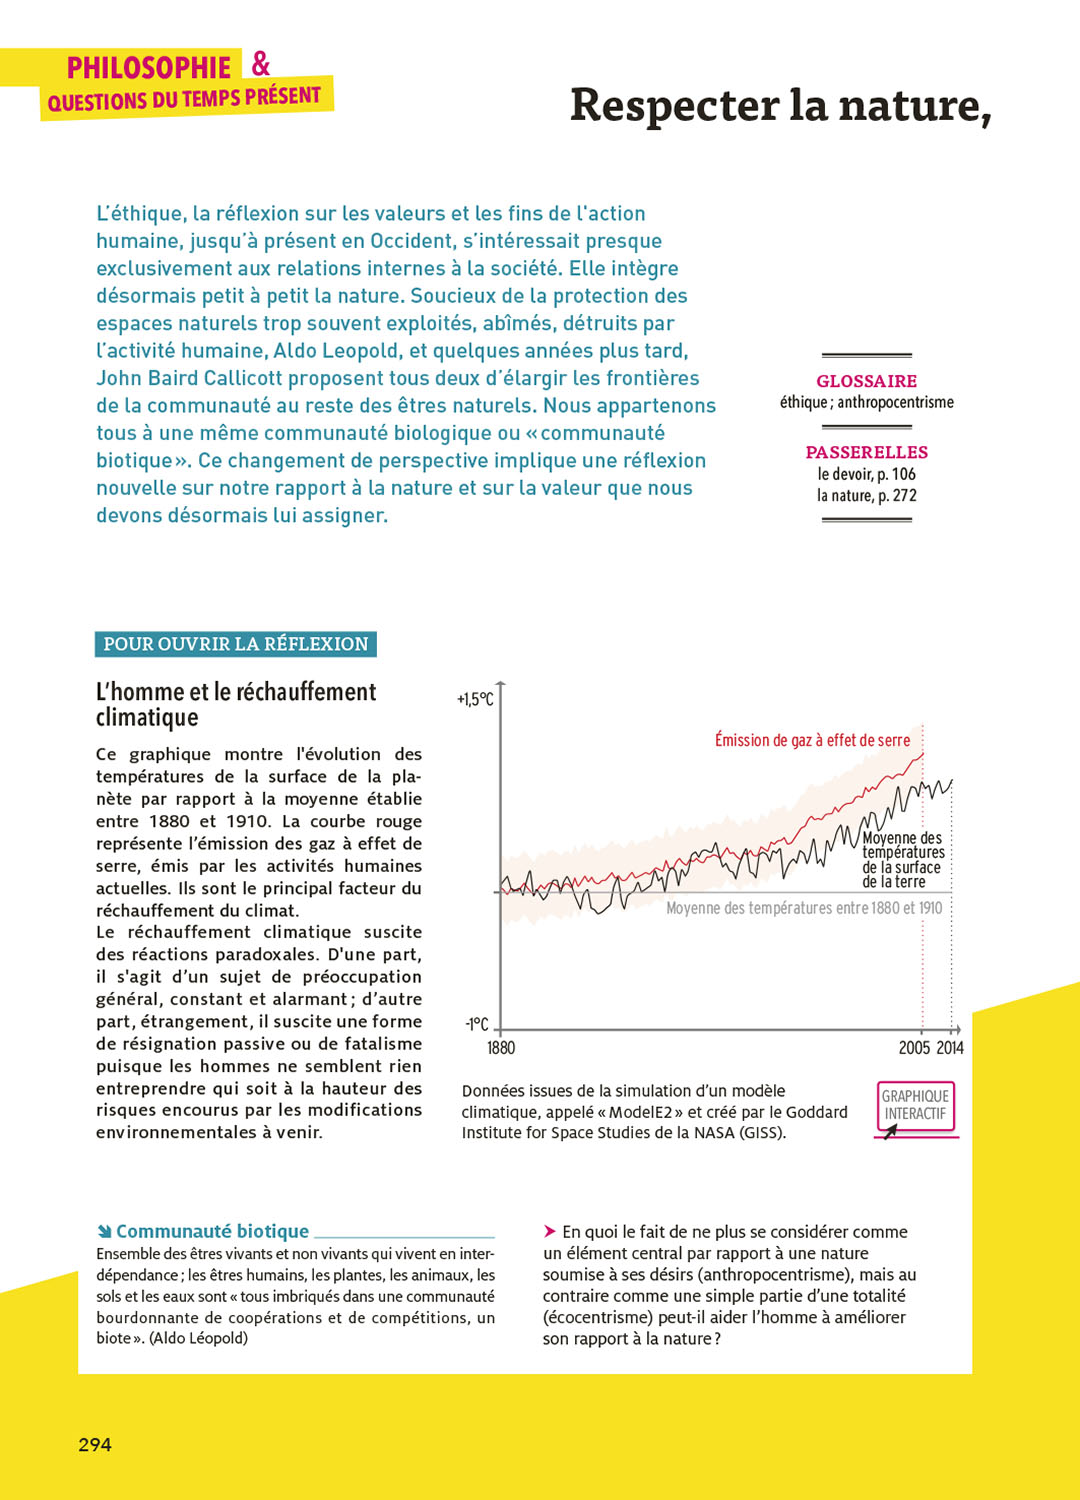 PHILOSOPHIE &
QUESTIONS DU TEMPS PRÉSENT
Respecter la nature,
L’éthique, la réflexion sur les valeurs et les fins de l'action
humaine, jusqu’à présent en Occident, s’intéressait presque
exclusivement aux relations internes à la société. Elle intègre
désormais petit à petit la nature. Soucieux de la protection des
espaces naturels trop souvent exploités, abîmés, détruits par
l’activité humaine, Aldo Leopold, et quelques années plus tard,
John Baird Callicott proposent tous deux d’élargir les frontières
de la communauté au reste des êtres naturels. Nous appartenons
tous à une même communauté biologique ou « communauté
biotique ». Ce changement de perspective implique une réflexion
nouvelle sur notre rapport à la nature et sur la valeur que nous
devons désormais lui assigner.
GLOSSAIRE
éthique ; anthropocentrisme
PASSERELLES
le devoir, p. 106
la nature, p. 272
POUR OUVRIR LA RÉFLEXION
L’homme et le réchauffement
climatique
Ce graphique montre l'évolution des
températures de la surface de la pla-
nète par rapport à la moyenne établie
entre 1880 et 1910. La courbe rouge
représente l’émission des gaz à effet de
serre, émis par les activités humaines
actuelles. Ils sont le principal facteur du
réchauffement du climat.
Le réchauffement climatique suscite
des réactions paradoxales. D'une part,
il s'agit d’un sujet de préoccupation
général, constant et alarmant ; d’autre
part, étrangement, il suscite une forme
de résignation passive ou de fatalisme
puisque les hommes ne semblent rien
entreprendre qui soit à la hauteur des
risques encourus par les modifications
environnementales à venir.
+1,5°C
Émission de gaz à effet de serre
Moyenne des
températures
de la surface
de la terre
Moyenne des températures entre 1880 et 1910
-1°C
1880
2005 2014
Données issues de la simulation d’un modèle
climatique, appelé « ModelE2 » et créé par le Goddard
Institute for Space Studies de la NASA (GISS).
GRAPHIQUE
INTERACTIF
Communauté biotique
Ensemble des êtres vivants et non vivants qui vivent en inter-
dépendance ; les êtres humains, les plantes, les animaux, les
sols et les eaux sont « tous imbriqués dans une communauté
bourdonnante de coopérations et de compétitions, un
biote ». (Aldo Léopold)
En quoi le fait de ne plus se considérer comme
un élément central par rapport à une nature
soumise à ses désirs (anthropocentrisme), mais au
contraire comme une simple partie d’une totalité
(écocentrisme) peut-il aider l’homme à améliorer
son rapport à la nature ?
294